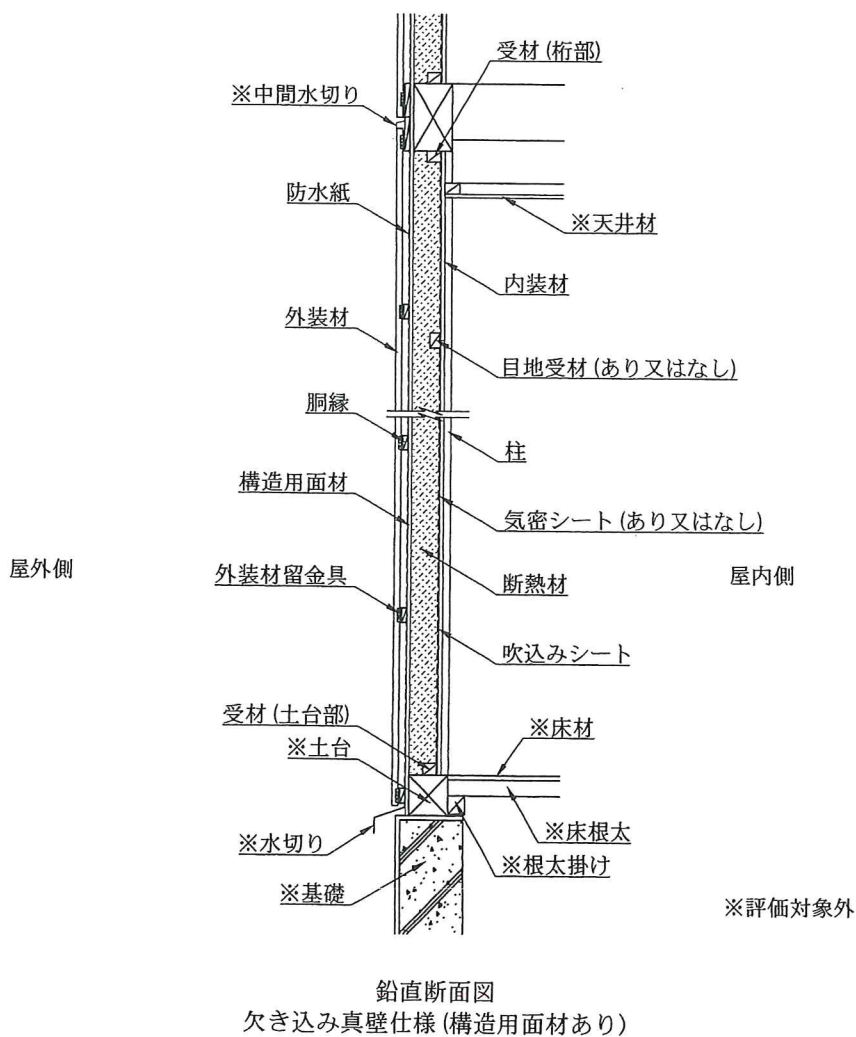 受材(桁部)
※中間水切り
防水紙
※天井材
内装材
外装材
目地受材(あり又はなし)
胴縁
柱
構造用面材
気密シート(あり又はなし)
屋外側
外装材留金具
断熱材
屋内側
吹込みシート
受材(土台部)
※床材
※土台
※床根太
※水切り
※根太掛け
※基礎
※評価対象外
鉛直断面図
欠き込み真壁仕様(構造用面材あり)